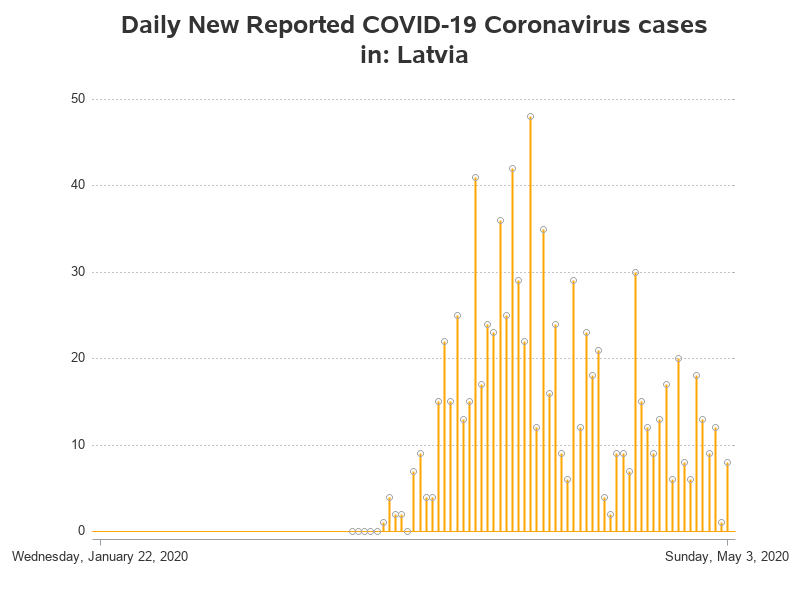 Daily New Reported COVID-19 Coronavirus cases
in: Latvia
50
40
30
20
10
0
Wednesday, January 22, 2020
Sunday, May 3, 2020